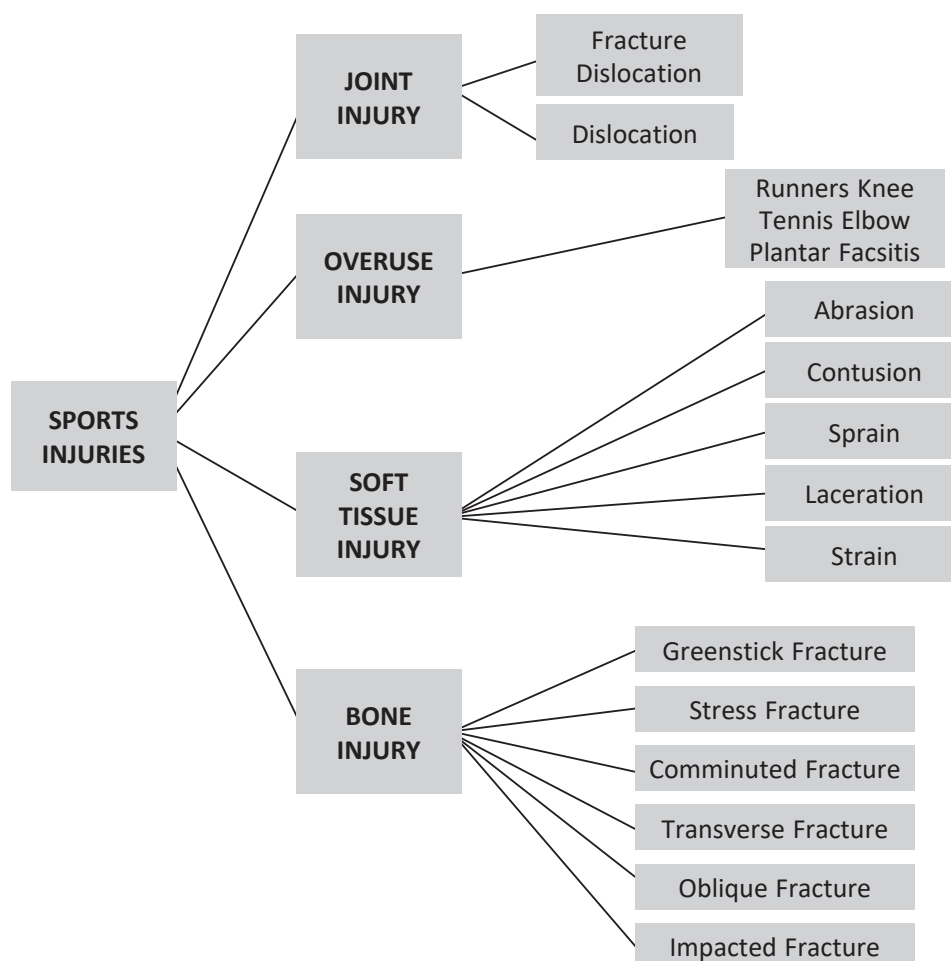 SPORTS
INJURIES
JOINT
INJURY
Fracture
Dislocation
Dislocation
OVERUSE
INJURY
Runners Knee
Tennis Elbow
Plantar Facsitis
SOFT
TISSUE
INJURY
Abrasion
Contusion
Sprain
Laceration
Strain
BONE
INJURY
Greenstick Fracture
Stress Fracture
Comminuted Fracture
Transverse Fracture
Oblique Fracture
Impacted Fracture